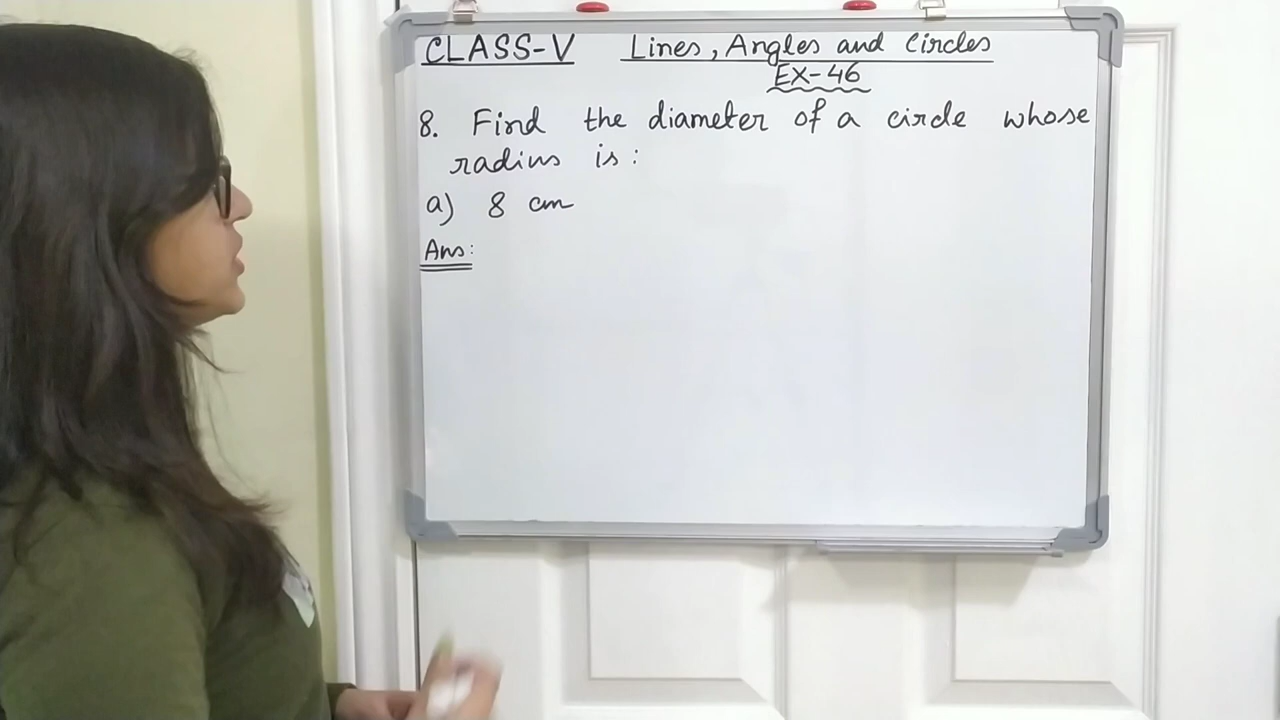 CLASS-V Lines, Angles and Circles
EX-46
8. Find the diameter of a circle whose
radius is:
a) 8 cm
Ans: